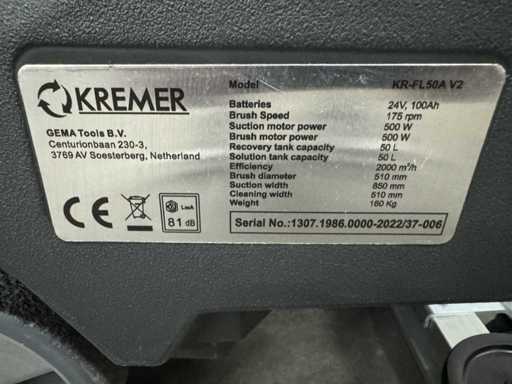 KREMER
GEMA Tools B.V.
Centurionbaan 230-3,
3769 AV Soesterberg, Netherland
CE
LwA
81 dB
Model KR-FL50A V2
Batteries 24V, 100Ah
Brush Speed 175 rpm
Suction motor power 500 W
Brush motor power 500 W
Recovery tank capacity 50 L
Solution tank capacity 50 L
Efficiency 2000 m²/h
Brush diameter 510 mm
Suction width 850 mm
Cleaning width 510 mm
Weight 160 Kg
Serial No.:1307.1986.0000-2022/37-006